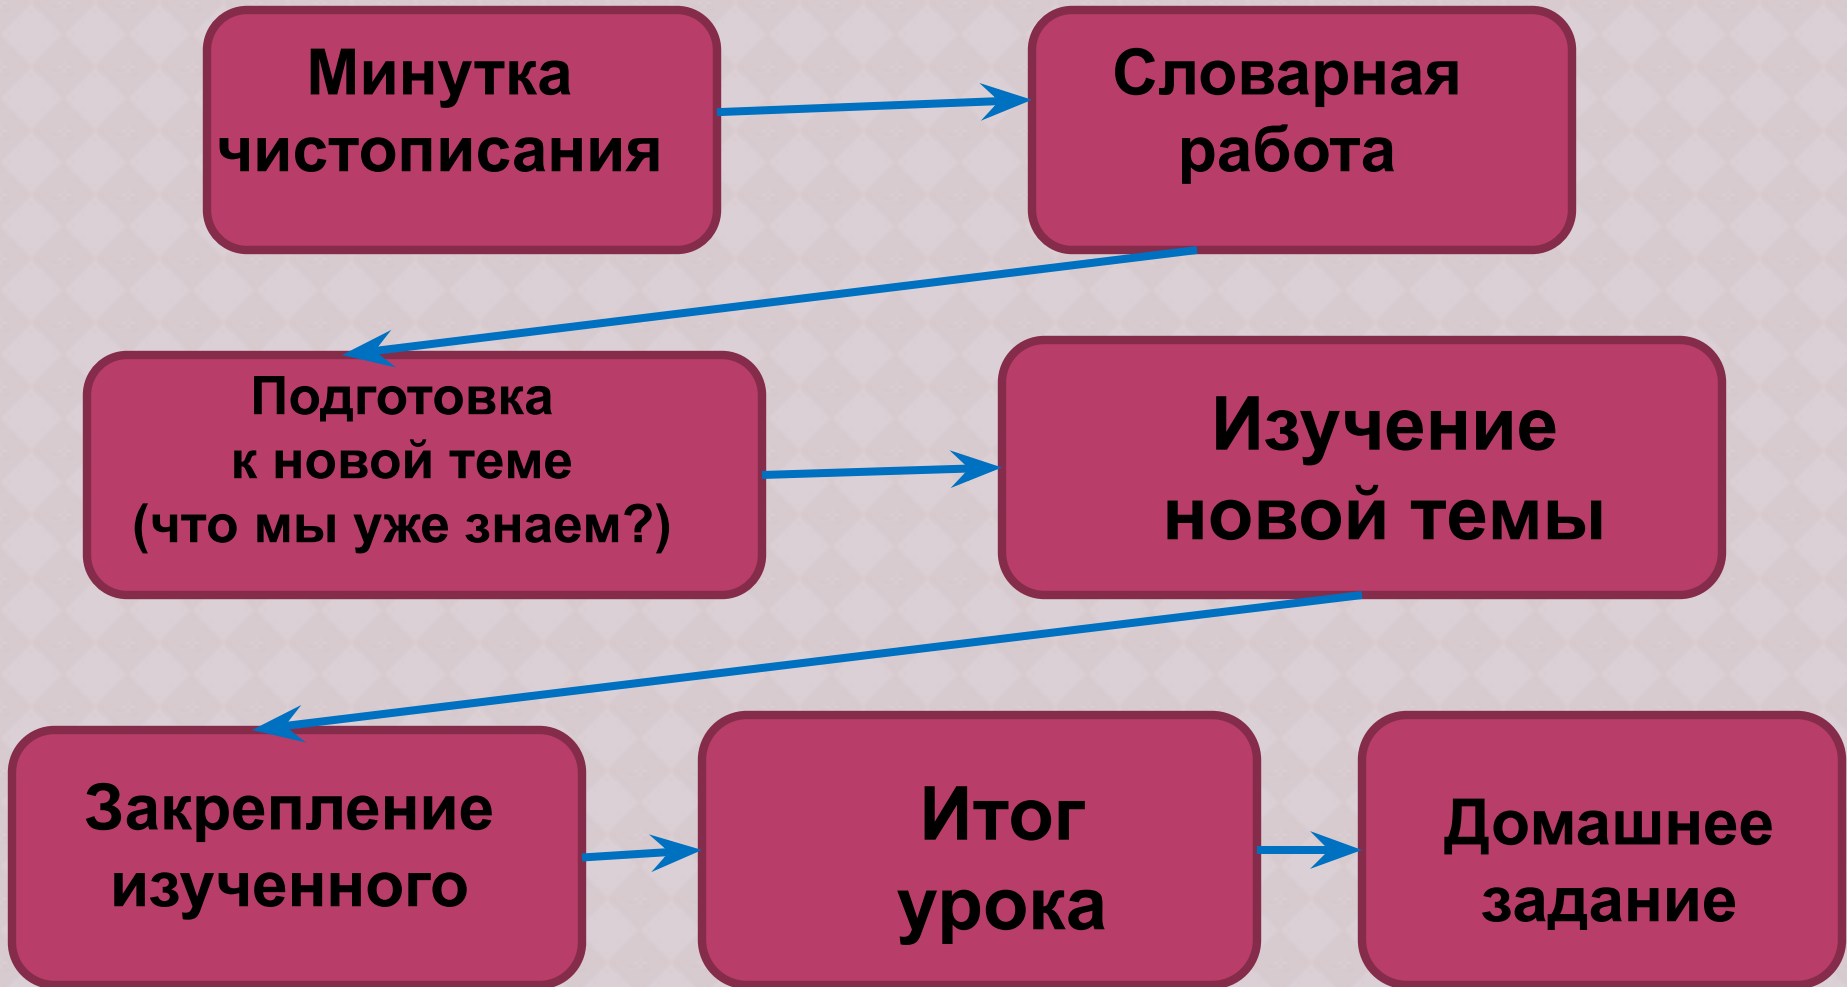 Минутка
чистописания
Словарная
работа
Подготовка
к новой теме
(что мы уже знаем?)
Изучение
новой темы
Закрепление
изученного
Итог
урока
Домашнее
задание